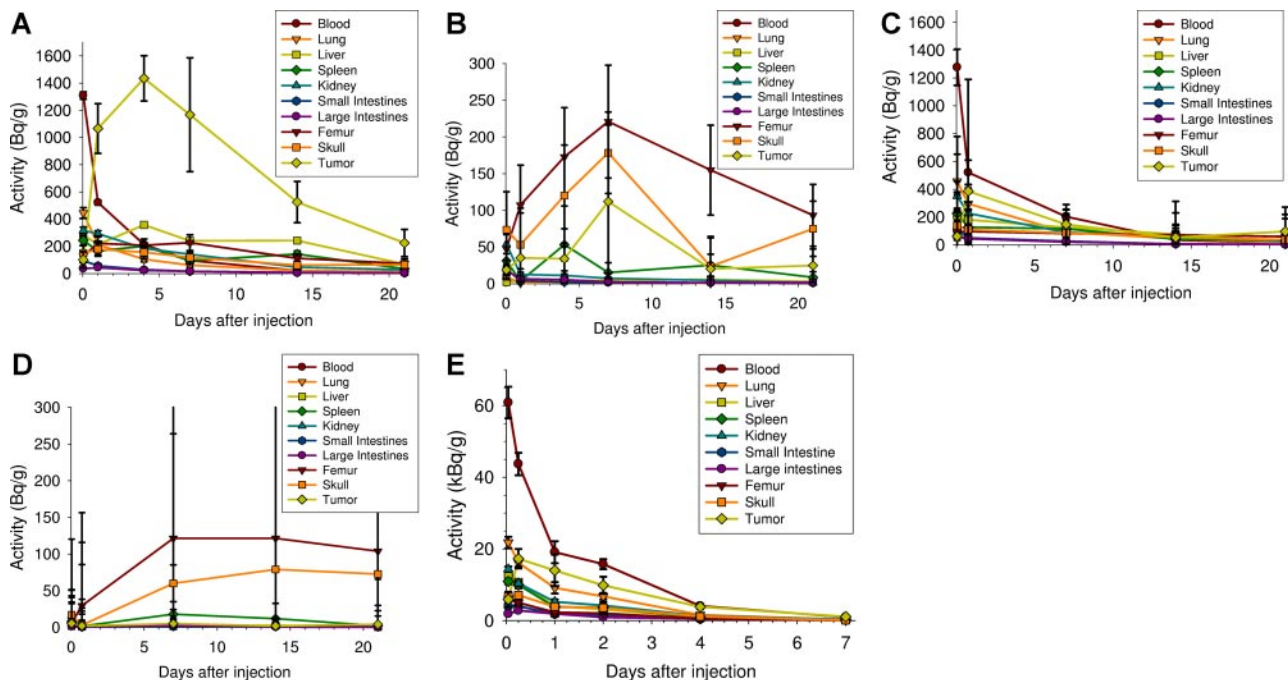 A
Activity (Bq/g)
1600
1400
1200
1000
800
600
400
200
0
0 5 10 15 20
Days after injection
Blood
Lung
Liver
Spleen
Kidney
Small Intestines
Large Intestines
Femur
Skull
Tumor
B
Activity (Bq/g)
300
250
200
150
100
50
0
0 5 10 15 20
Days after injection
Blood
Lung
Liver
Spleen
Kidney
Small Intestines
Large Intestines
Femur
Skull
Tumor
C
Activity (Bq/g)
1600
1400
1200
1000
800
600
400
200
0
0 5 10 15 20
Days after injection
Blood
Lung
Liver
Spleen
Kidney
Small Intestines
Large Intestines
Femur
Skull
Tumor
D
Activity (Bq/g)
300
250
200
150
100
50
0
0 5 10 15 20
Days after injection
Blood
Lung
Liver
Spleen
Kidney
Small Intestines
Large Intestines
Femur
Skull
Tumor
E
Activity (kBq/g)
60
40
20
0
0 1 2 3 4 5 6 7
Days after injection
Blood
Lung
Liver
Spleen
Kidney
Small Intestine
Large intestines
Femur
Skull
Tumor